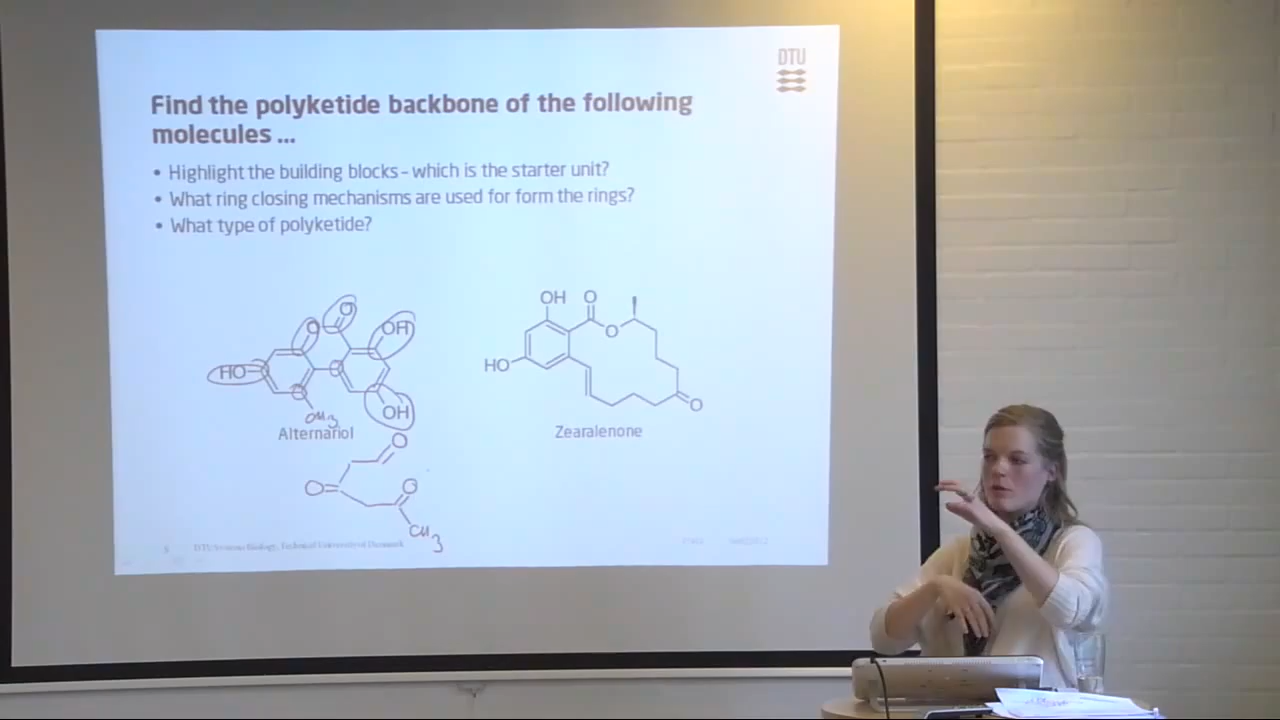 DTU
Find the polyketide backbone of the following
molecules ...
• Highlight the building blocks – which is the starter unit?
• What ring closing mechanisms are used for form the rings?
• What type of polyketide?
O
O
OH
HO
OH
CH3
Alternariol
OH
O
O
HO
O
Zearalenone
O
O
O
CH3
5
DTU Systems Biology, Technical University of Denmark